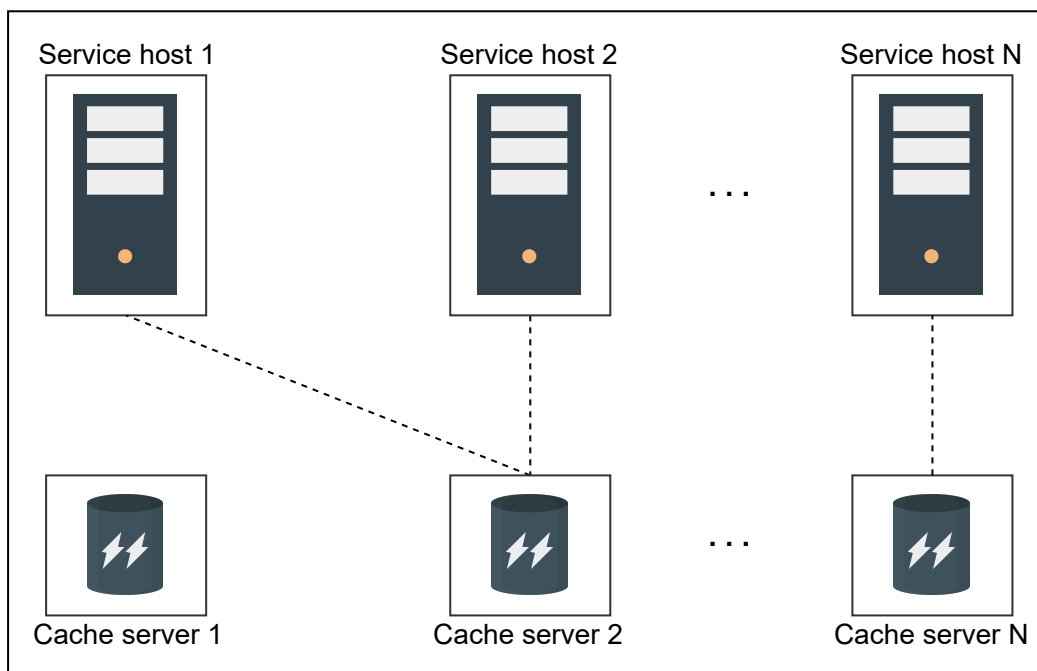 Service host 1
Service host 2
Service host N
...
Cache server 1
Cache server 2
...
Cache server N